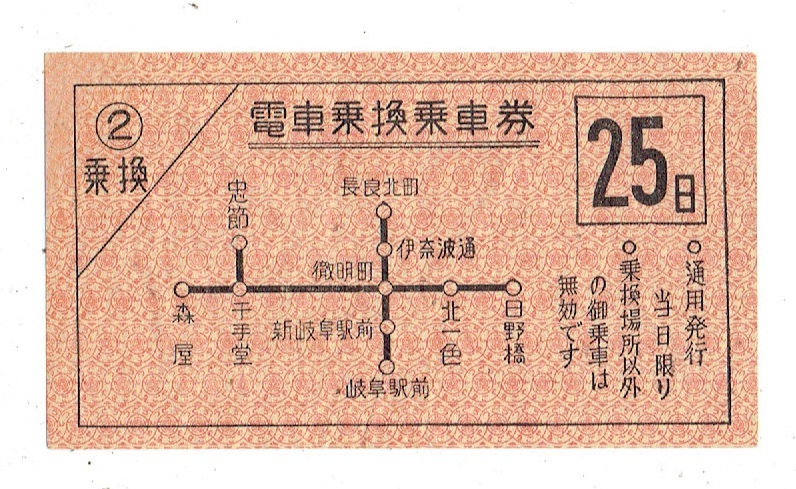 ②
乗換
電車乗換乗車券
25日
忠節
長良北町
伊奈波通
徹明町
森屋
千手堂
新岐阜駅前
北一色
日野橋
岐阜駅前
○通用発行
当日限り
○乗換場所以外
の御乗車は
無効です